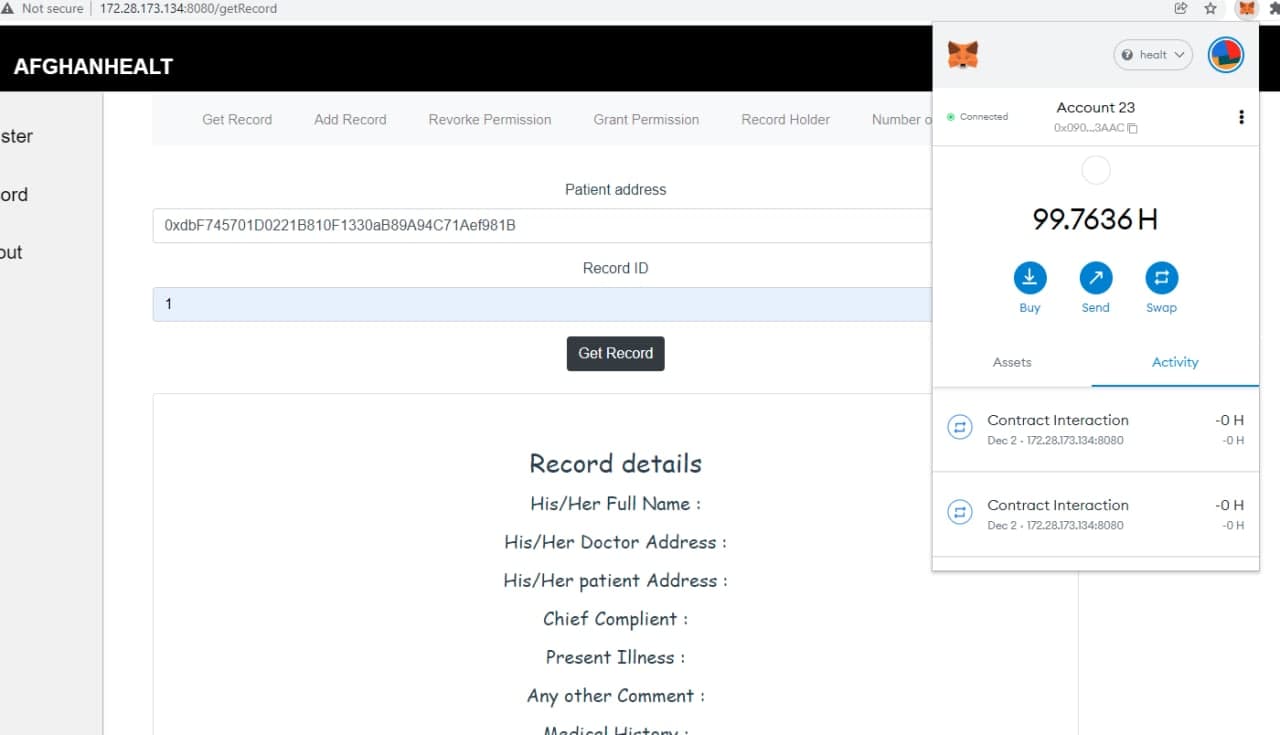 Not secure | 172.28.173.134:8080/getRecord
AFGHANHEALT
ster
ord
out
Get Record Add Record Revorke Permission Grant Permission Record Holder Number o
Patient address
0xdbF745701D0221B810F1330aB89A94C71Aef981B
Record ID
1
Get Record
Record details
His/Her Full Name :
His/Her Doctor Address :
His/Her patient Address :
Chief Complient :
Present Illness :
Any other Comment :
Medical History :
healt
Connected
Account 23
0x090...3AAC
99.7636 H
Buy Send Swap
Assets Activity
Contract Interaction -0 H
Dec 2 · 172.28.173.134:8080 -0 H
Contract Interaction -0 H
Dec 2 · 172.28.173.134:8080 -0 H